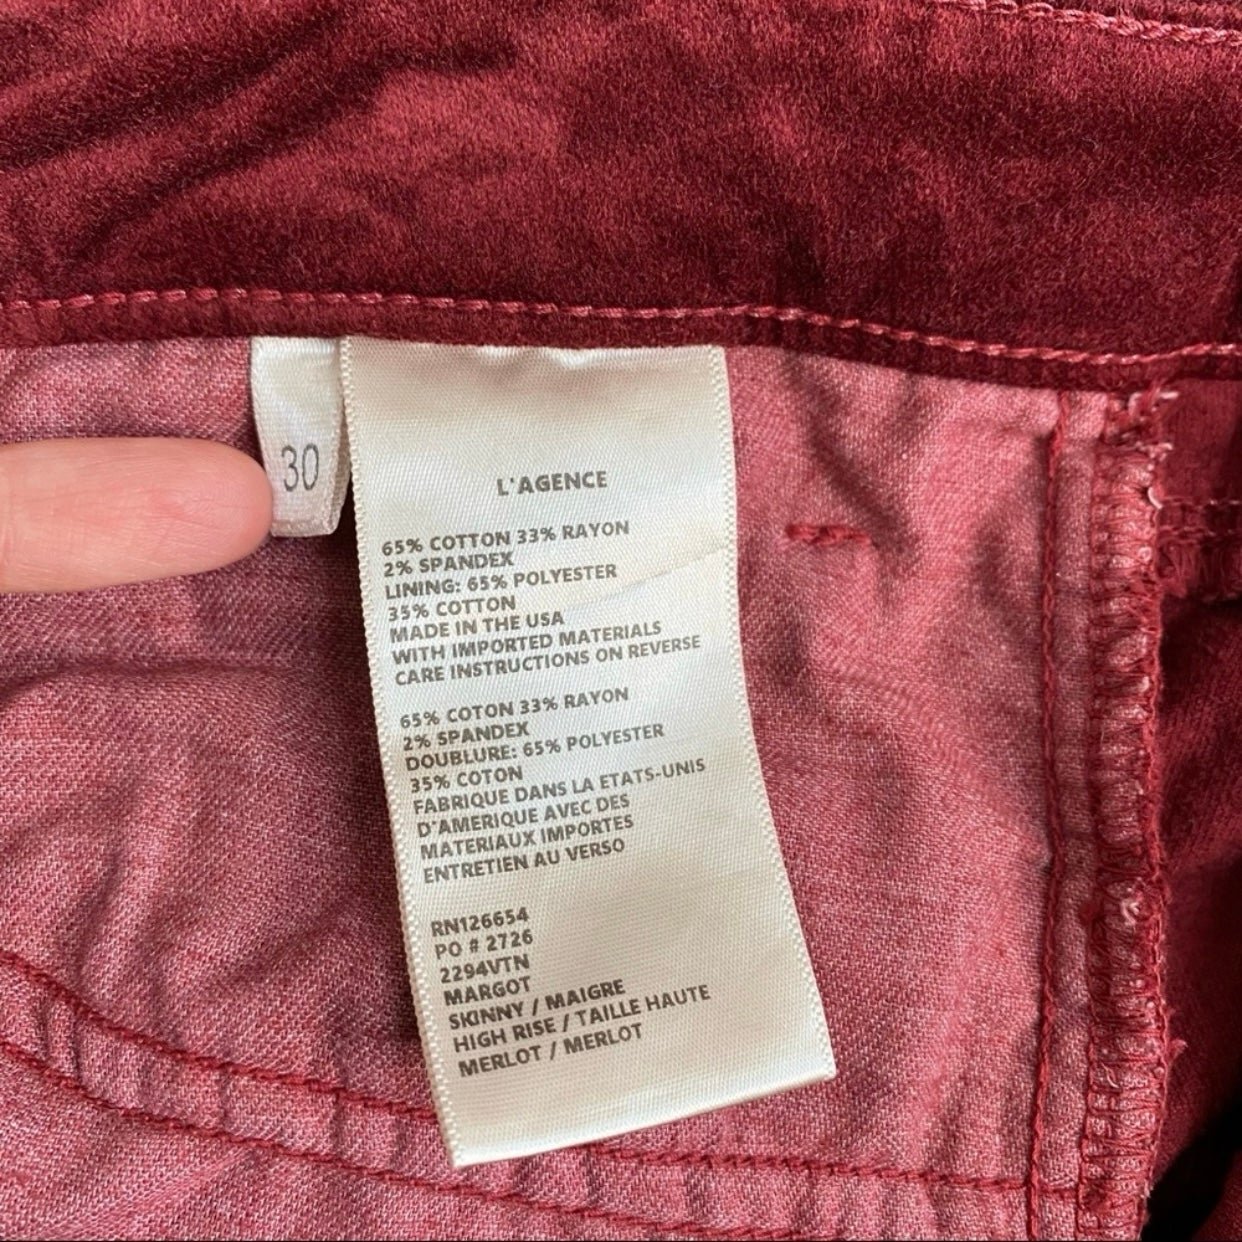 30
L'AGENCE
65% COTTON 33% RAYON
2% SPANDEX
LINING: 65% POLYESTER
35% COTTON
MADE IN THE USA
WITH IMPORTED MATERIALS
CARE INSTRUCTIONS ON REVERSE
65% COTON 33% RAYON
2% SPANDEX
DOUBLURE: 65% POLYESTER
35% COTON
FABRIQUE DANS LA ETATS-UNIS
D'AMERIQUE AVEC DES
MATERIAUX IMPORTES
ENTRETIEN AU VERSO
RN126654
PO # 2726
2294VTN
MARGOT
SKINNY / MAIGRE
HIGH RISE / TAILLE HAUTE
MERLOT / MERLOT